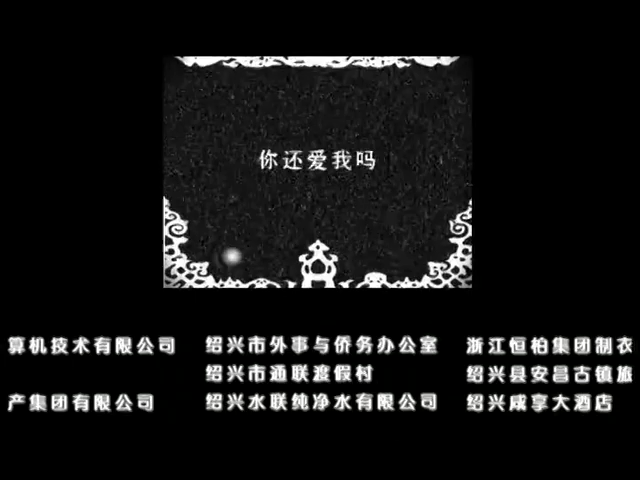 你还爱我吗
算机技术有限公司 绍兴市外事与侨务办公室 浙江恒柏集团制衣
绍兴市通联渡假村 绍兴县安昌古镇旅
产集团有限公司 绍兴水联纯净水有限公司 绍兴咸享大酒店